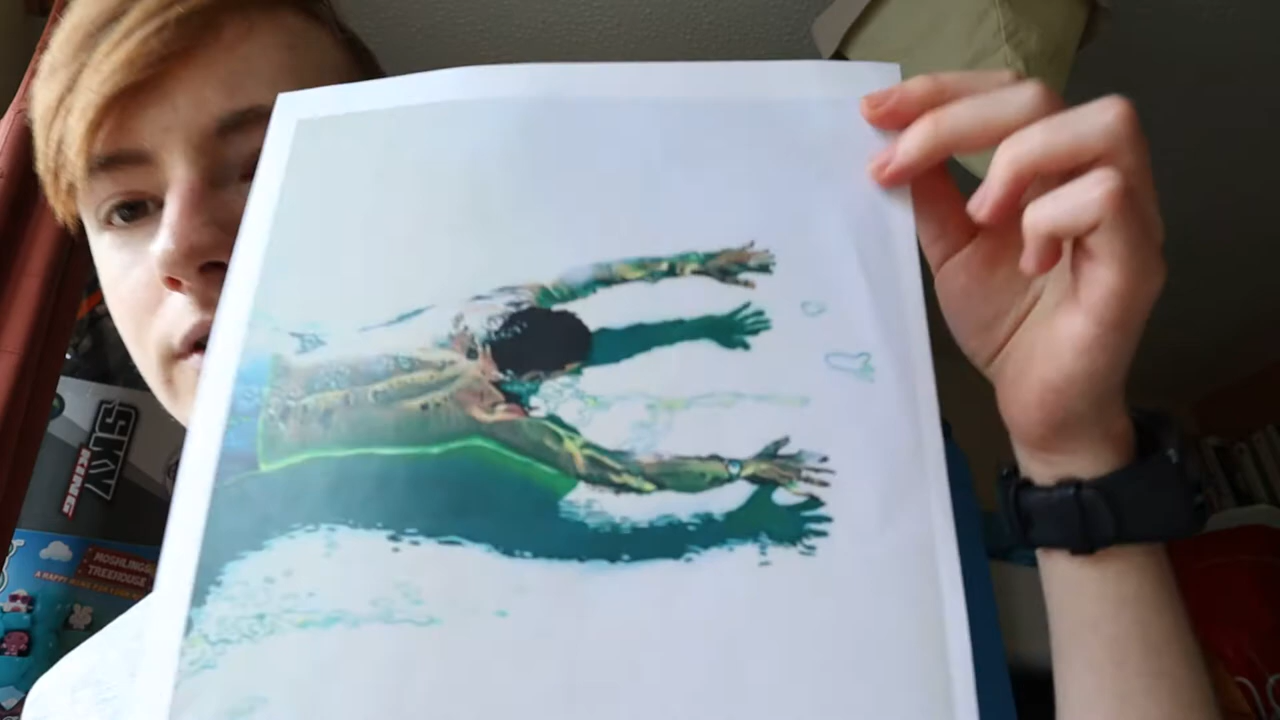 SKY
KING
MOSHLINGS
TREEHOUSE
A HAPPY HOME FOR YOUR